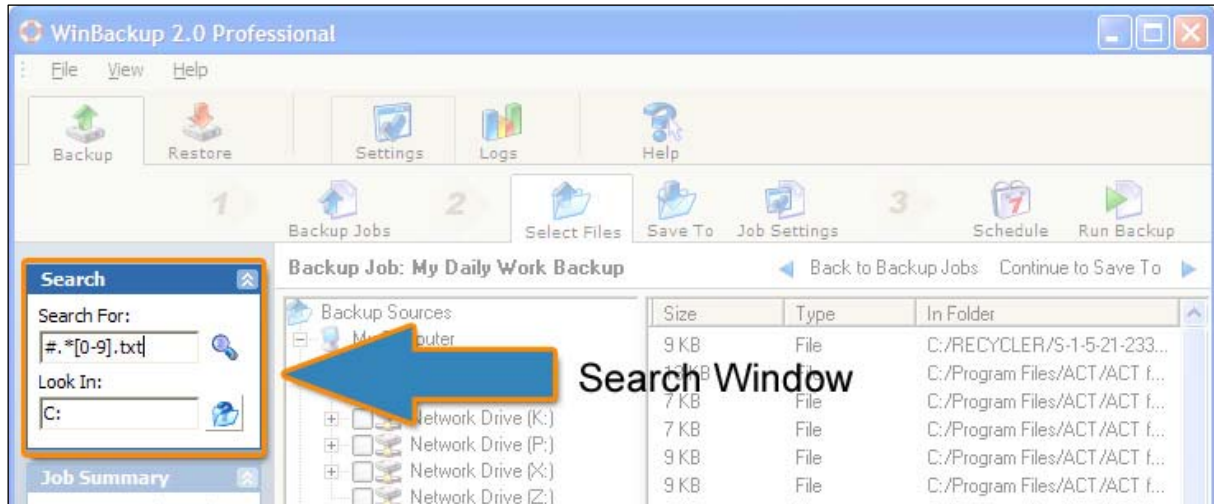 WinBackup 2.0 Professional
File View Help
Backup Restore Settings Logs Help
1 Backup Jobs 2 Select Files Save To Job Settings 3 Schedule Run Backup
Search
Search For:
#.*[0-9].txt
Look In:
C:
Job Summary
Backup Job: My Daily Work Backup
Back to Backup Jobs Continue to Save To
Backup Sources
Network Drive (K:)
Network Drive (P:)
Network Drive (X:)
Network Drive (Z:)
Search Window
Size Type In Folder
9 KB File C:/RECYCLER/S-1-5-21-233...
KB File C:/Program Files/ACT/ACT f...
7 KB File C:/Program Files/ACT/ACT f...
7 KB File C:/Program Files/ACT/ACT f...
9 KB File C:/Program Files/ACT/ACT f...
9 KB File C:/Program Files/ACT/ACT f...